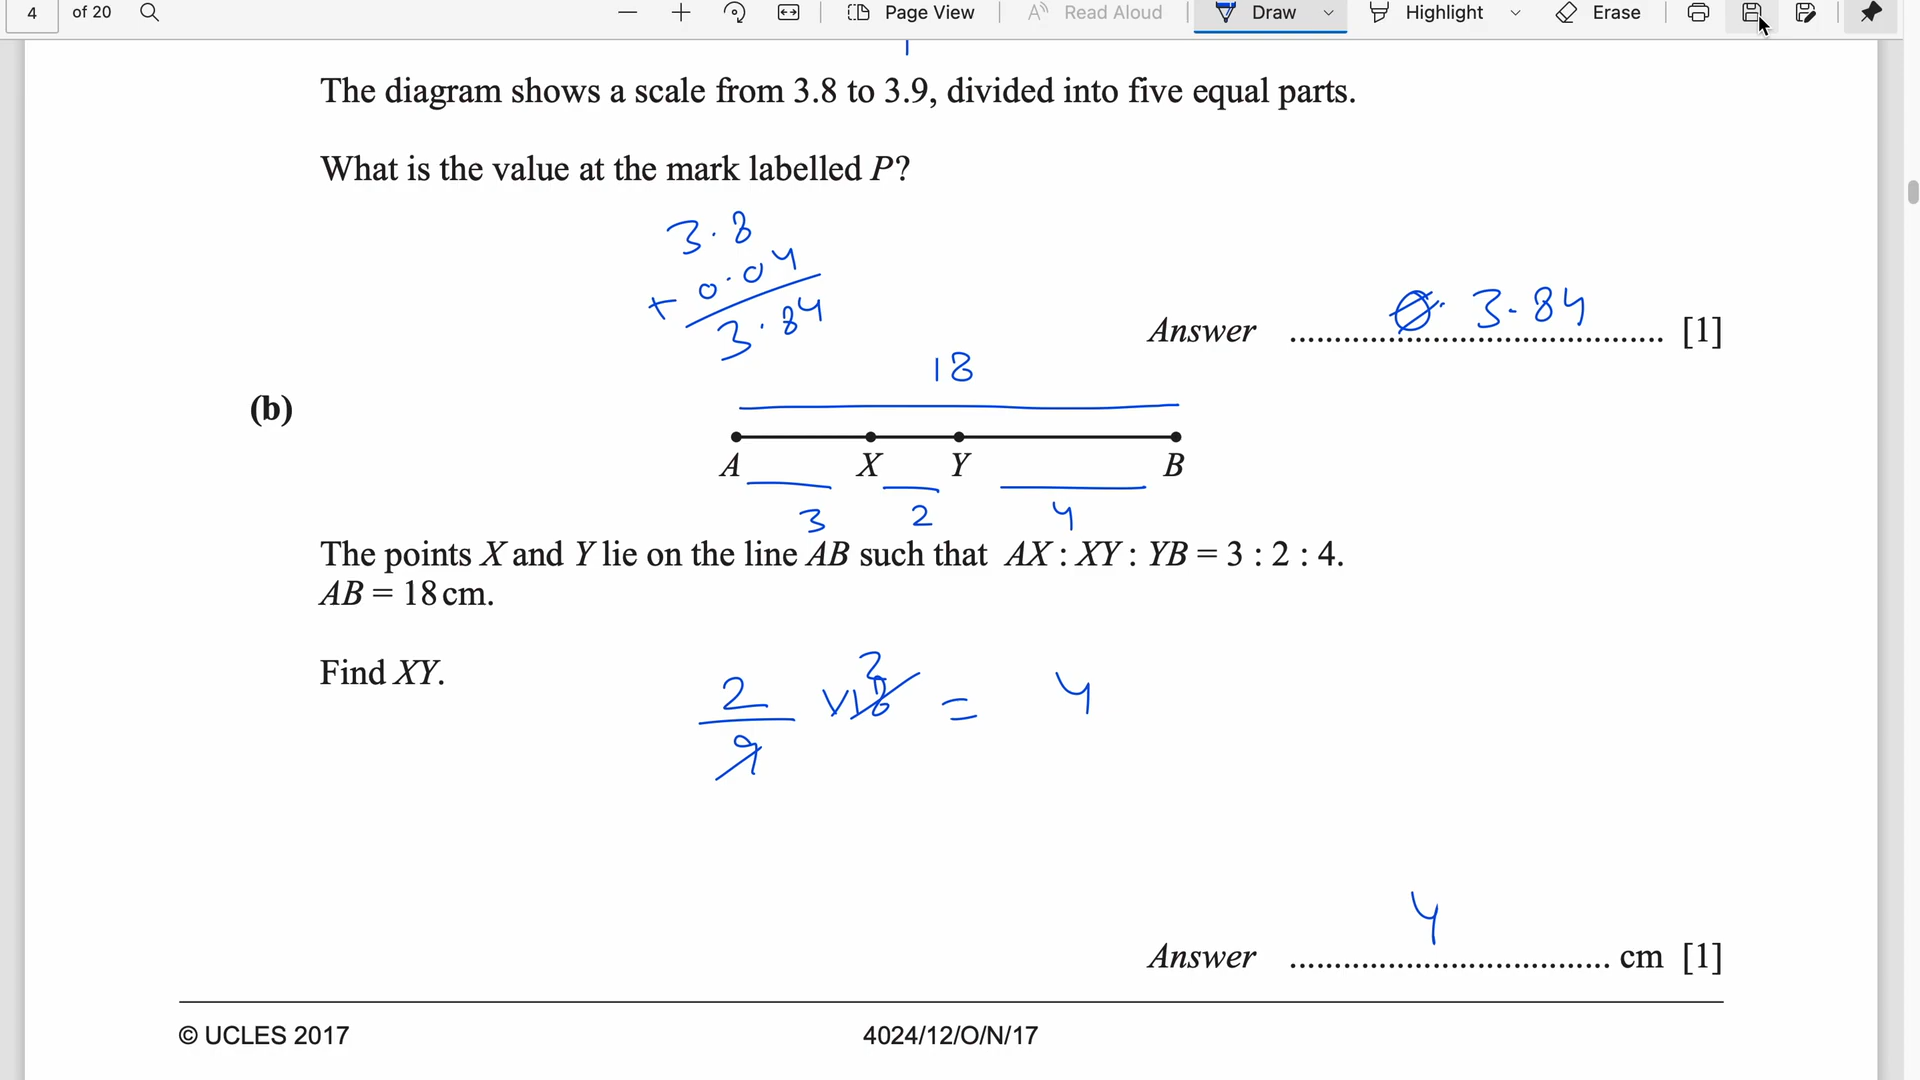 4 of 20 Page View Read Aloud Draw Highlight Erase
The diagram shows a scale from 3.8 to 3.9, divided into five equal parts.
What is the value at the mark labelled P?
3.8
+ 0.04
3.84
Answer ........................................ 3.84 [1]
18
(b)
A X Y B
3 2 4
The points X and Y lie on the line AB such that AX : XY : YB = 3 : 2 : 4.
AB = 18 cm.
Find XY.
2
2 ×18 = 4
9
4
Answer ................................... cm [1]
© UCLES 2017 4024/12/O/N/17